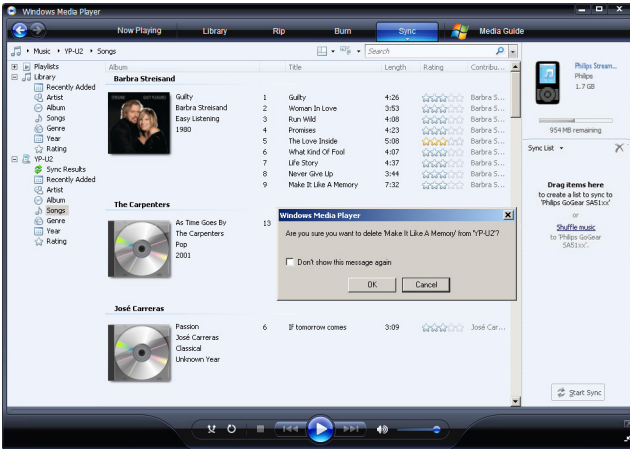 Windows Media Player
Now Playing Library Rip Burn Sync Media Guide
Music YP-U2 Songs
Search
Playlists
Library
Recently Added
Artist
Album
Songs
Genre
Year
Rating
YP-U2
Sync Results
Recently Added
Artist
Album
Songs
Genre
Year
Rating
Album Title Length Rating Contribu...
Barbra Streisand
Guilty
Barbra Streisand
Easy Listening
1980
1 Guilty 4:26 Barbra S...
2 Woman In Love 3:53 Barbra S...
3 Run Wild 4:08 Barbra S...
4 Promises 4:23 Barbra S...
5 The Love Inside 5:08 Barbra S...
6 What Kind Of Fool 4:07 Barbra S...
7 Life Story 4:37 Barbra S...
8 Never Give Up 3:44 Barbra S...
9 Make It Like A Memory 7:32 Barbra S...
The Carpenters
As Time Goes By
The Carpenters
Pop
2001
13
Windows Media Player
Are you sure you want to delete 'Make It Like A Memory' from "YP-U2"?
Don't show this message again
OK Cancel
José Carreras
Passion
José Carreras
Classical
Unknown Year
6 If tomorrow comes 3:09 José Car...
Philips Stream...
Philips
1.7 GB
954 MB remaining
Sync List
Drag items here
to create a list to sync to
'Philips GoGear SA51xx'.
or
Shuffle music
to 'Philips GoGear
SA51xx'.
Start Sync